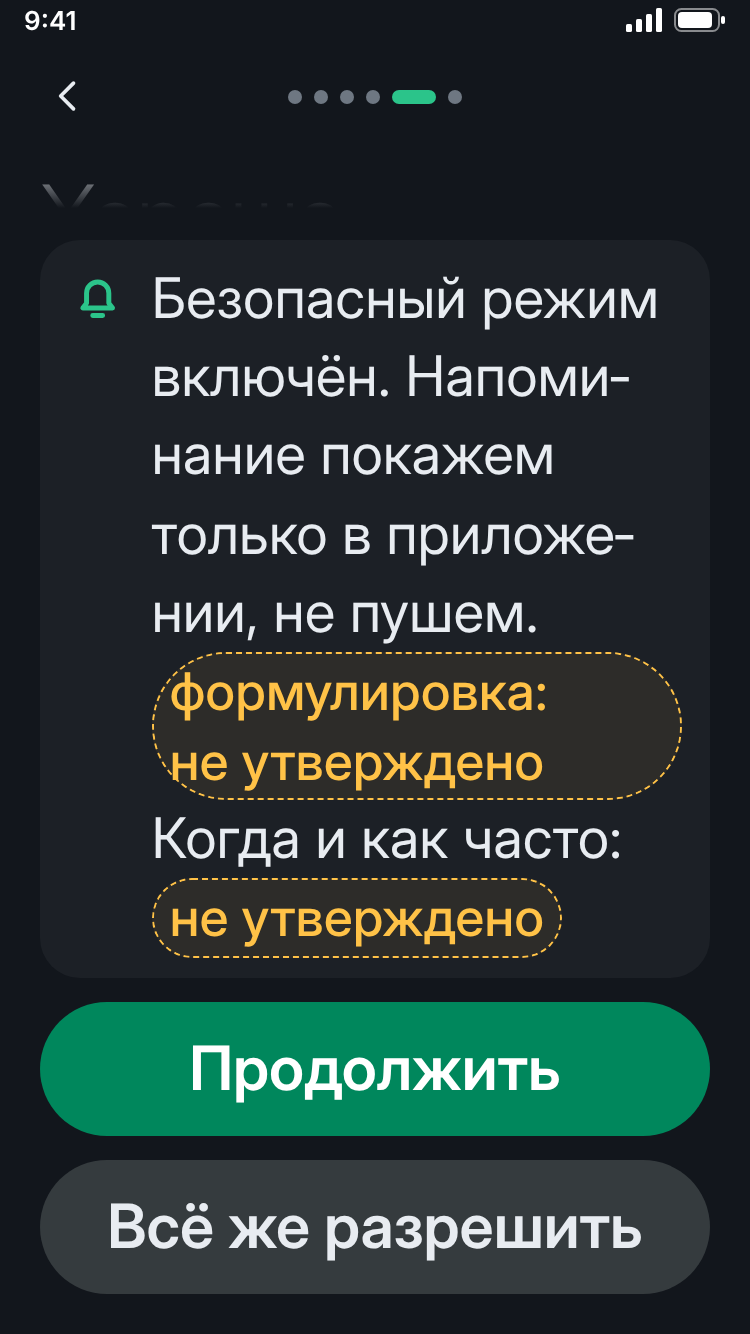 9:41
Безопасный режим
включён. Напоми-
нание покажем
только в приложе-
нии, не пушем.
формулировка:
не утверждено
Когда и как часто:
не утверждено
Продолжить
Всё же разрешить